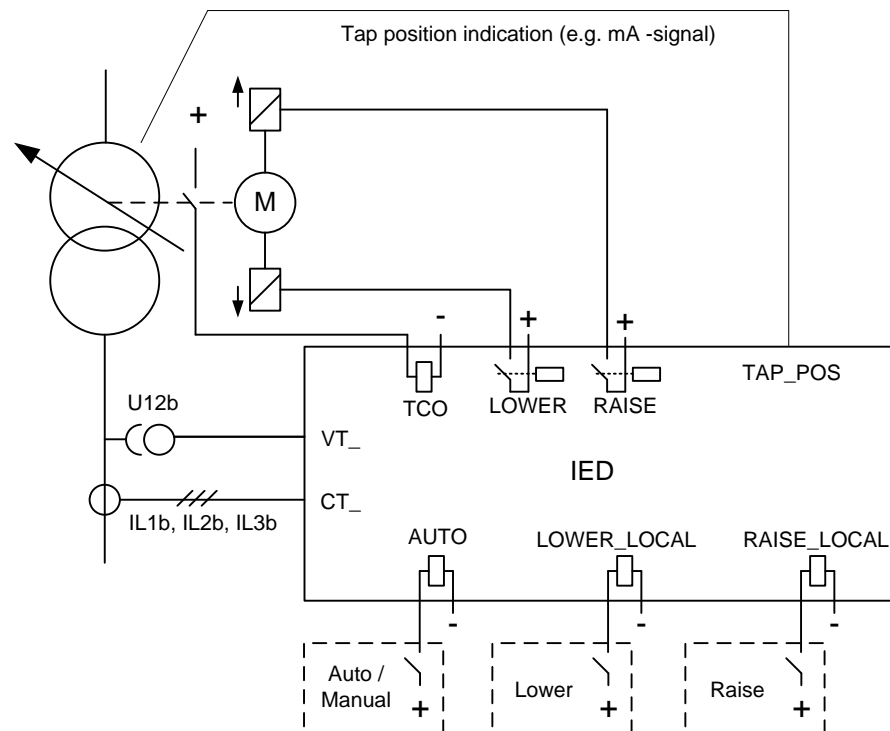 Tap position indication (e.g. mA -signal)
+
M
-
+
+
TCO
LOWER
RAISE
TAP_POS
U12b
VT_
IED
CT_
IL1b, IL2b, IL3b
AUTO
LOWER_LOCAL
RAISE_LOCAL
-
-
-
Auto /
Manual
+
Lower
+
Raise
+